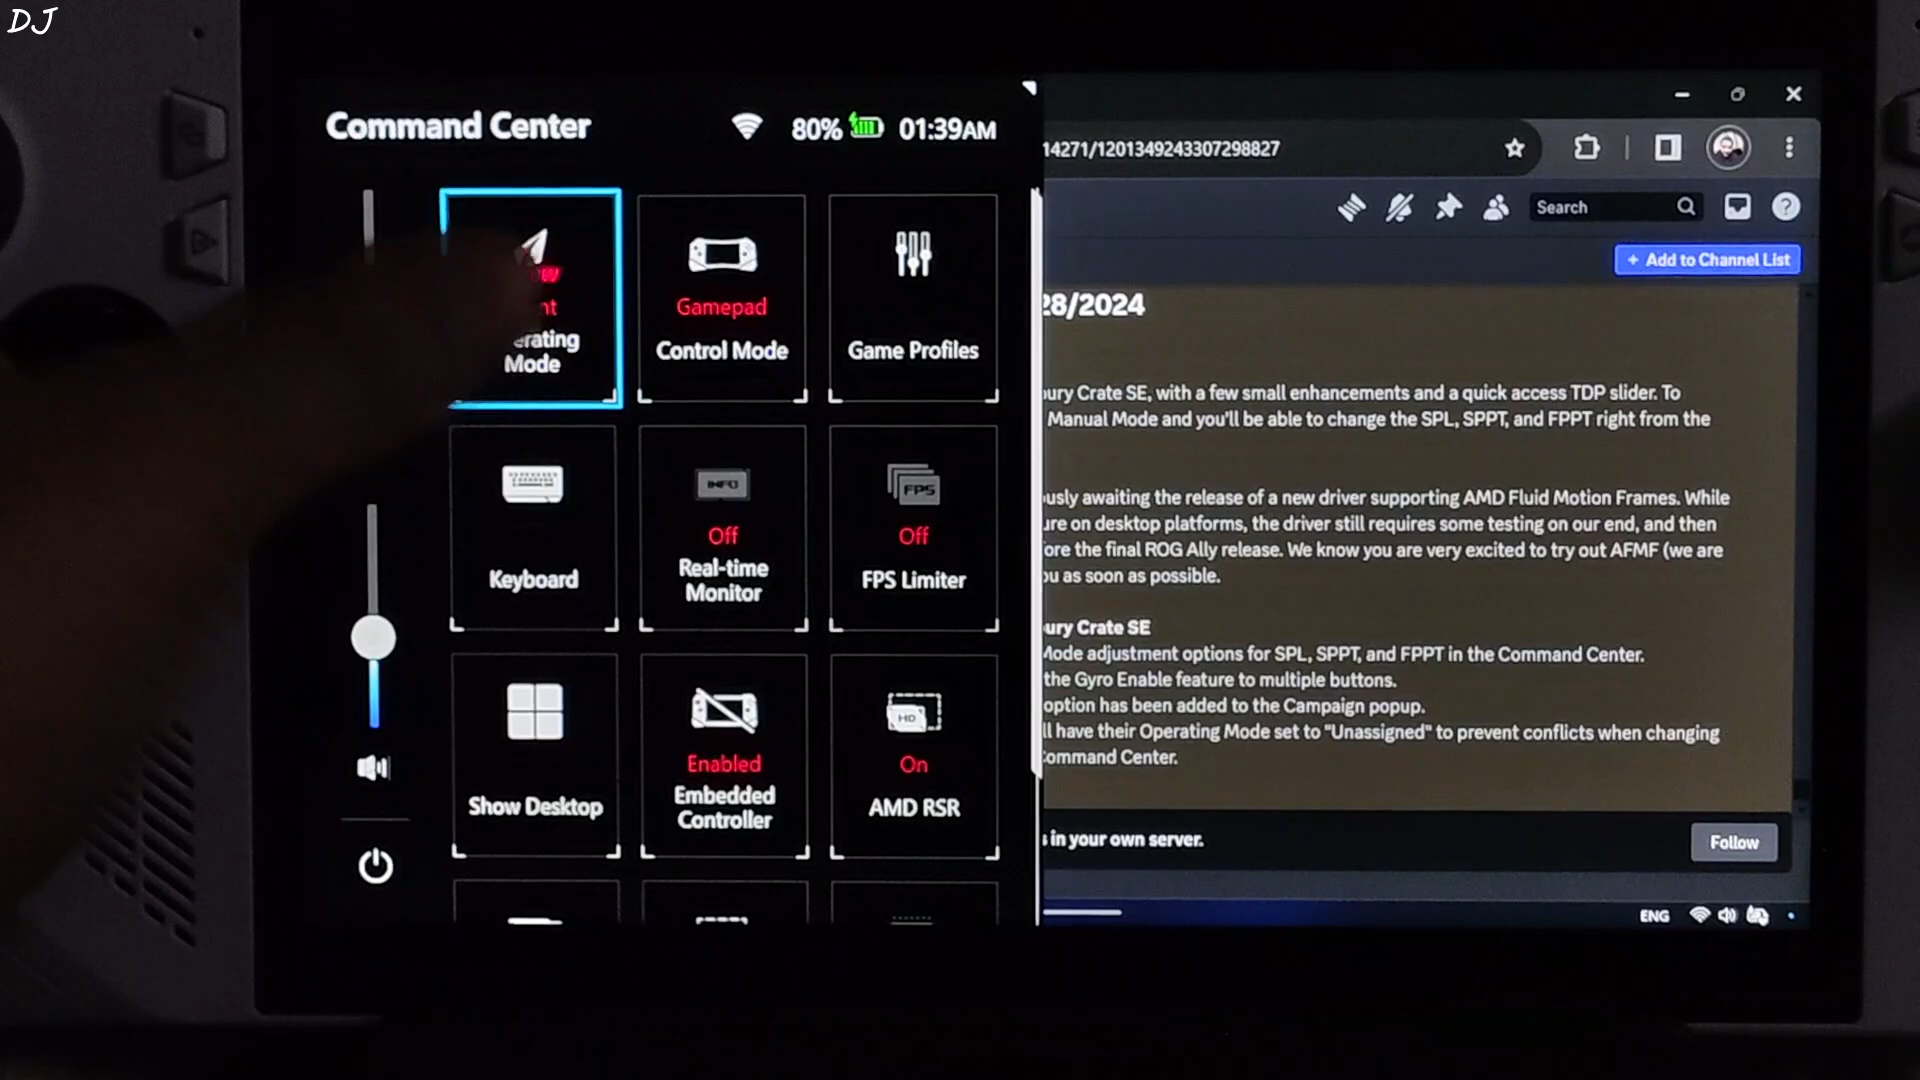 DJ
Command Center
80%
01:39AM
Mode
Gamepad
Control Mode
Game Profiles
Keyboard
INFO
Off
Real-time
Monitor
FPS
Off
FPS Limiter
Show Desktop
Enabled
Embedded
Controller
HD
On
AMD RSR
14271/1201349243307298827
Search
+ Add to Channel List
28/2024
Crate SE, with a few small enhancements and a quick access TDP slider. To
Manual Mode and you'll be able to change the SPL, SPPT, and FPPT right from the
awaiting the release of a new driver supporting AMD Fluid Motion Frames. While
on desktop platforms, the driver still requires some testing on our end, and then
the final ROG Ally release. We know you are very excited to try out AFMF (we are
as soon as possible.
Crate SE
Mode adjustment options for SPL, SPPT, and FPPT in the Command Center.
the Gyro Enable feature to multiple buttons.
option has been added to the Campaign popup.
have their Operating Mode set to "Unassigned" to prevent conflicts when changing
Command Center.
in your own server.
Follow
ENG